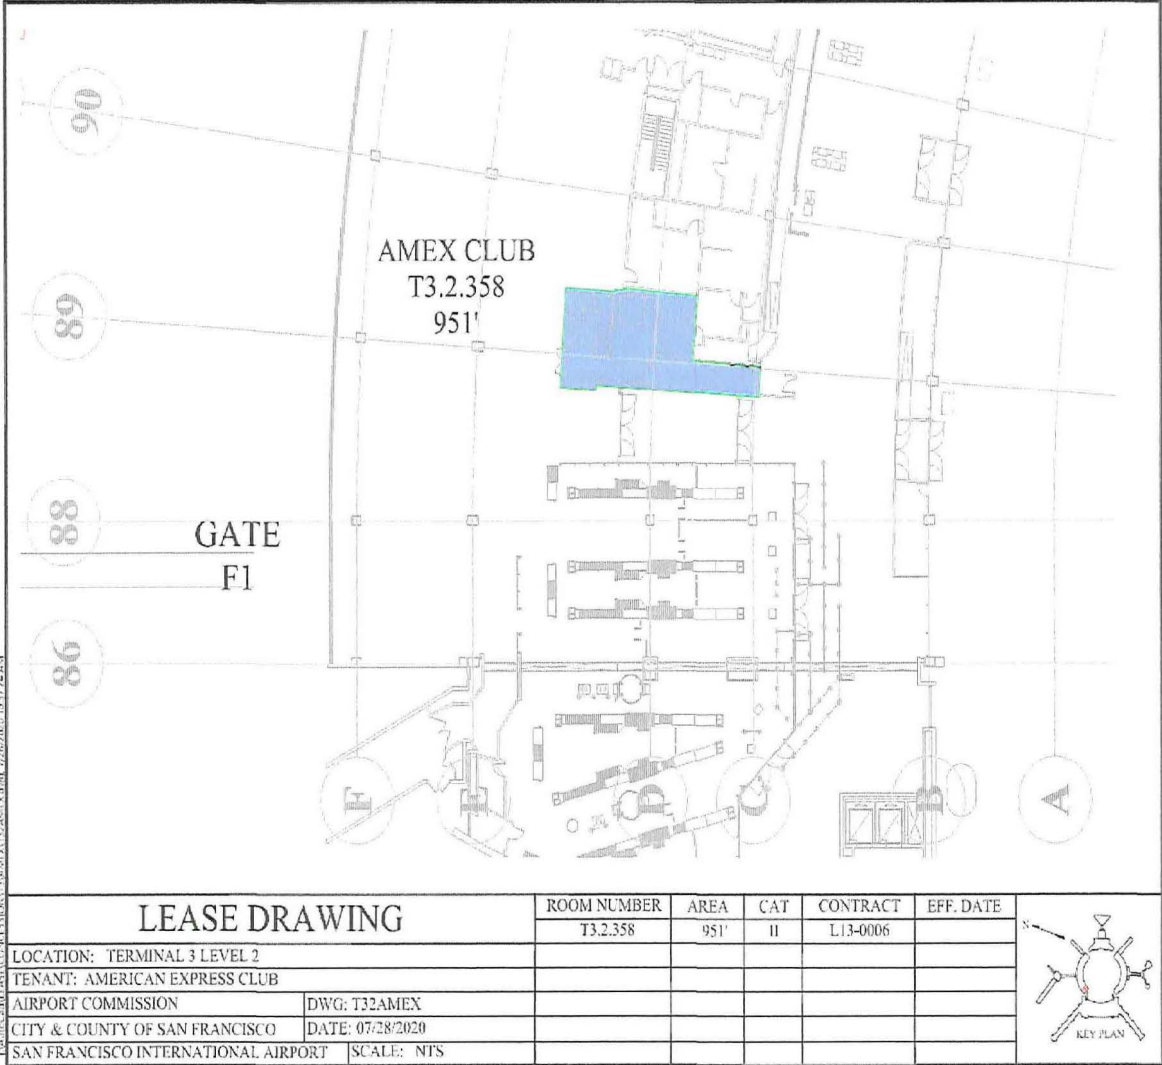 90
AMEX CLUB
T3.2.358
951'
89
88
GATE
F1
86
F
E
D
C
B
A
LEASE DRAWING
ROOM NUMBER AREA CAT CONTRACT EFF. DATE
T3.2.358 951' II L13-0006
LOCATION: TERMINAL 3 LEVEL 2
TENANT: AMERICAN EXPRESS CLUB
AIRPORT COMMISSION DWG: T32AMEX
CITY & COUNTY OF SAN FRANCISCO DATE: 07/28/2020
SAN FRANCISCO INTERNATIONAL AIRPORT SCALE: NTS
N
KEY PLAN